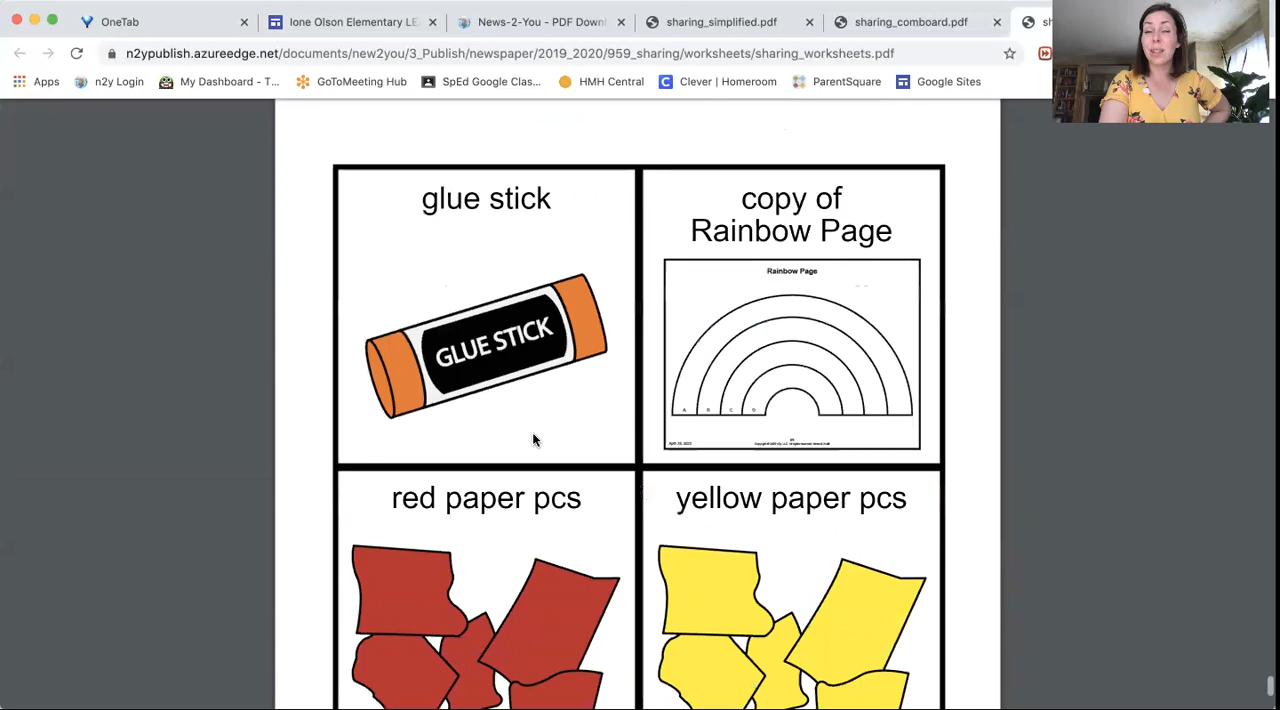 OneTab
Ione Olson Elementary LE
News-2-You - PDF Downl
sharing_simplified.pdf
sharing_comboard.pdf
sh
n2ypublish.azureedge.net/documents/new2you/3_Publish/newspaper/2019_2020/959_sharing/worksheets/sharing_worksheets.pdf
Apps
n2y Login
My Dashboard - T...
GoToMeeting Hub
SpEd Google Clas...
HMH Central
Clever | Homeroom
ParentSquare
Google Sites
glue stick
GLUE STICK
copy of
Rainbow Page
Rainbow Page
A B C D
red paper pcs
yellow paper pcs